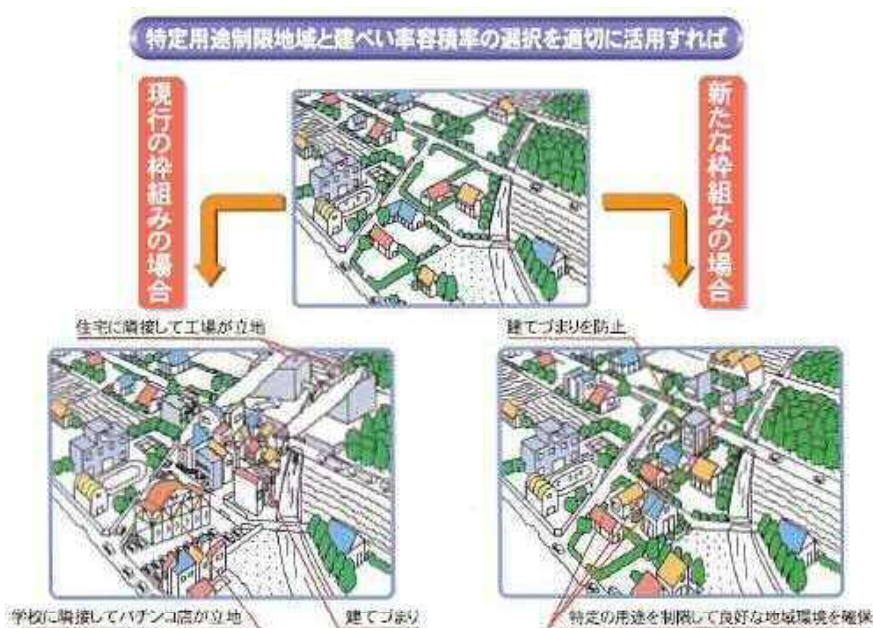 特定用途制限地域と建ぺい率容積率の選択を適切に活用すれば
現行の枠組みの場合
新たな枠組みの場合
住宅に隣接して工場が立地
建てづまりを防止
学校に隣接してパチンコ店が立地
建てづまり
特定の用途を制限して良好な地域環境を確保